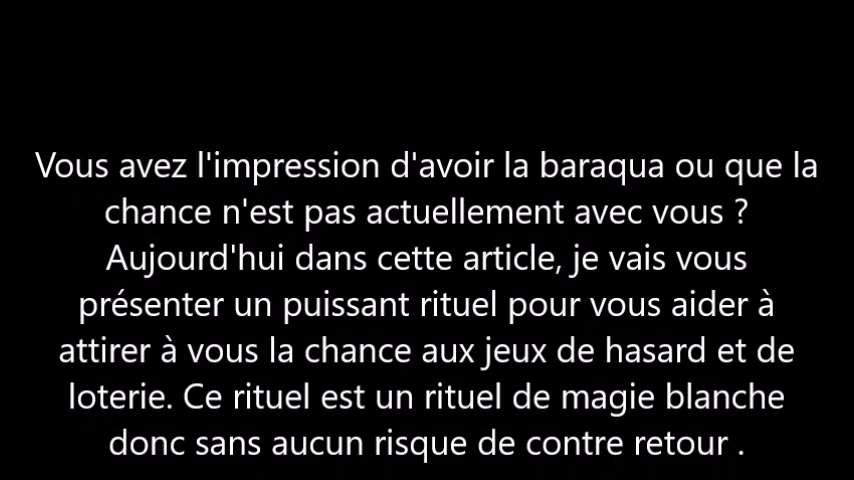 Vous avez l'impression d'avoir la baraqua ou que la
chance n'est pas actuellement avec vous ?
Aujourd'hui dans cette article, je vais vous
présenter un puissant rituel pour vous aider à
attirer à vous la chance aux jeux de hasard et de
loterie. Ce rituel est un rituel de magie blanche
donc sans aucun risque de contre retour .